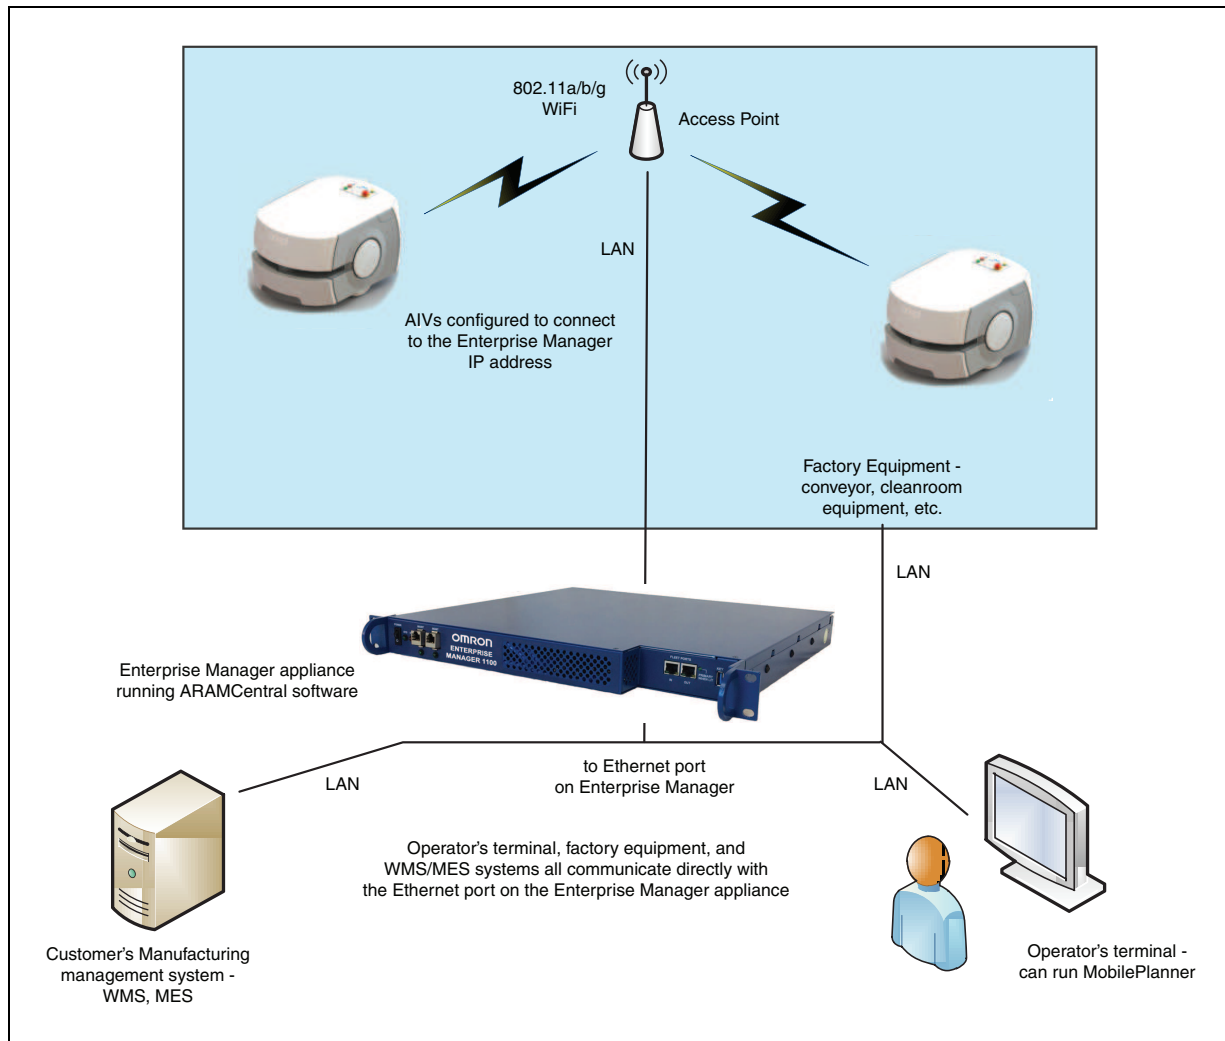 802.11a/b/g
WiFi
Access Point
LAN
AIVs configured to connect
to the Enterprise Manager
IP address
Factory Equipment -
conveyor, cleanroom
equipment, etc.
LAN
OMRON
ENTERPRISE
MANAGER 1100
Enterprise Manager appliance
running ARAMCentral software
LAN
to Ethernet port
on Enterprise Manager
LAN
Operator's terminal, factory equipment, and
WMS/MES systems all communicate directly with
the Ethernet port on the Enterprise Manager appliance
Customer's Manufacturing
management system -
WMS, MES
Operator's terminal -
can run MobilePlanner